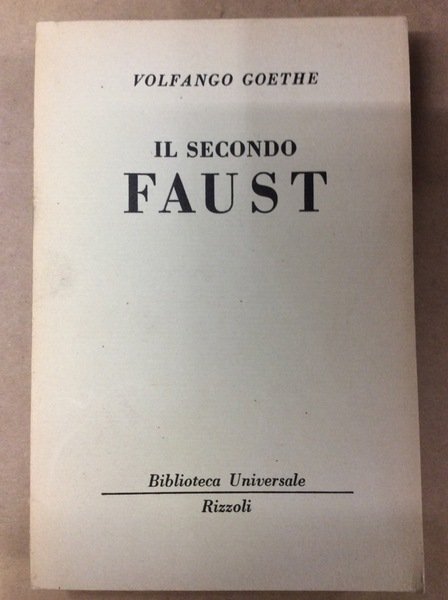 VOLFANGO GOETHE
IL SECONDO
FAUST
Biblioteca Universale
Rizzoli